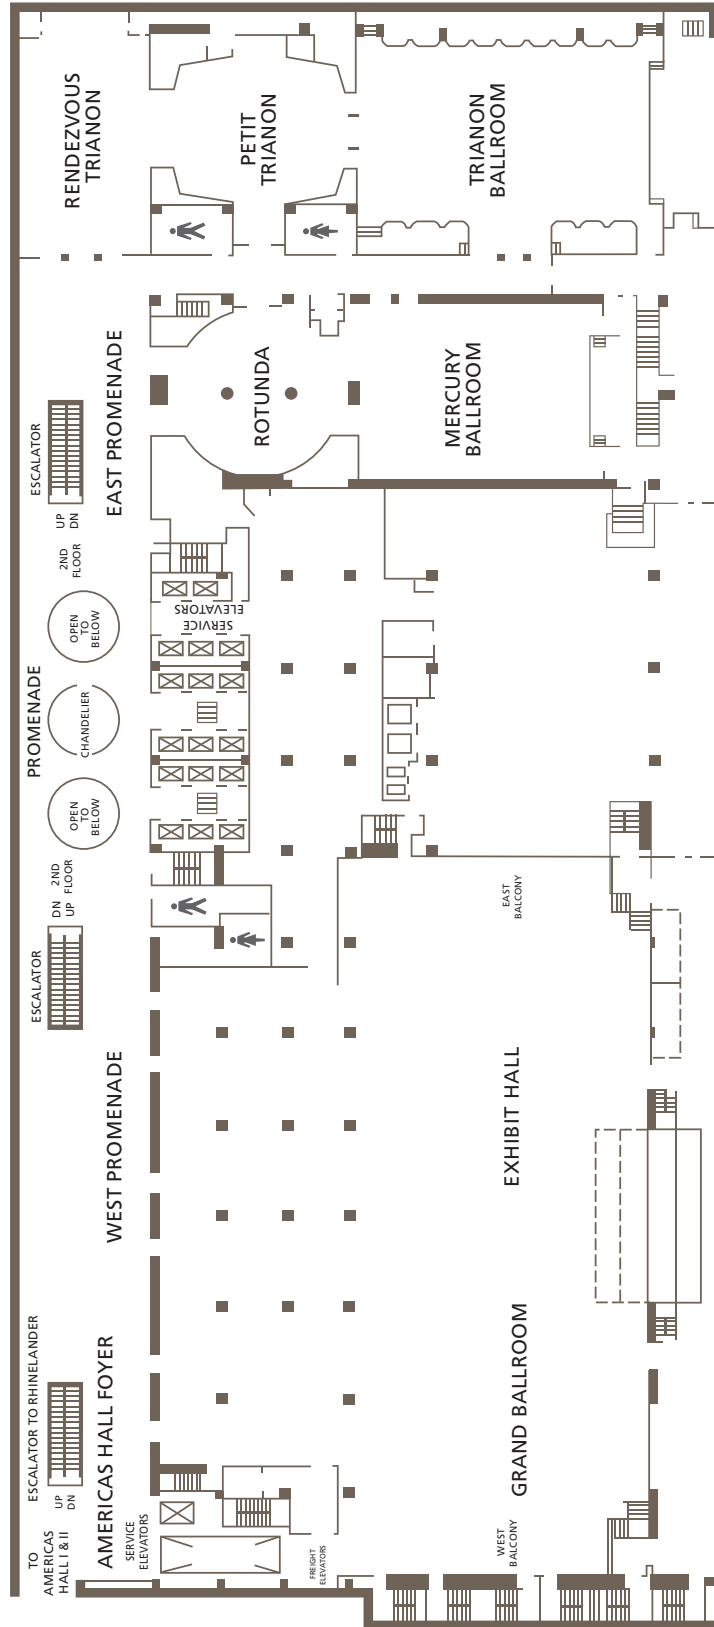 RENDEZVOUS
TRIANON
PETIT
TRIANON
TRIANON
BALLROOM
EAST PROMENADE
ROTUNDA
MERCURY
BALLROOM
ESCALATOR
UP
DN
2ND
FLOOR
OPEN
TO
BELOW
SERVICE
ELEVATORS
PROMENADE
CHANDELIER
OPEN
TO
BELOW
DN 2ND
UP FLOOR
ESCALATOR
EAST
BALCONY
WEST PROMENADE
EXHIBIT HALL
GRAND BALLROOM
ESCALATOR TO RHINELANDER
UP
DN
AMERICAS HALL FOYER
TO
AMERICAS
HALL I & II
SERVICE
ELEVATORS
FREIGHT
ELEVATORS
WEST
BALCONY